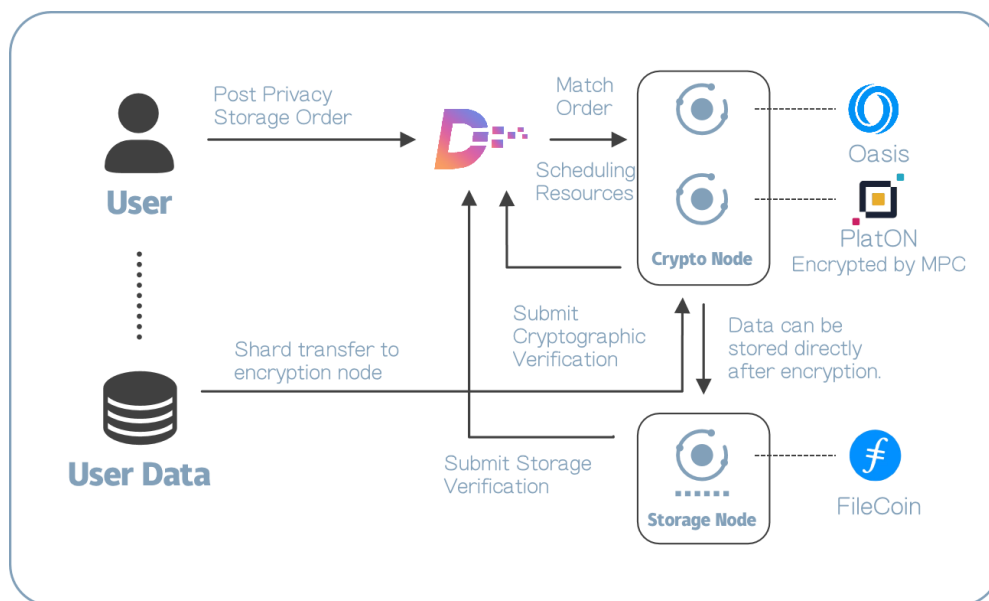 Post Privacy
Storage Order
Match
Order
Scheduling
Resources
User
Oasis
PlatON
Encrypted by MPC
Crypto Node
Submit
Cryptographic
Verification
Data can be
stored directly
after encryption.
Shard transfer to
encryption node
User Data
Submit Storage
Verification
Storage Node
FileCoin